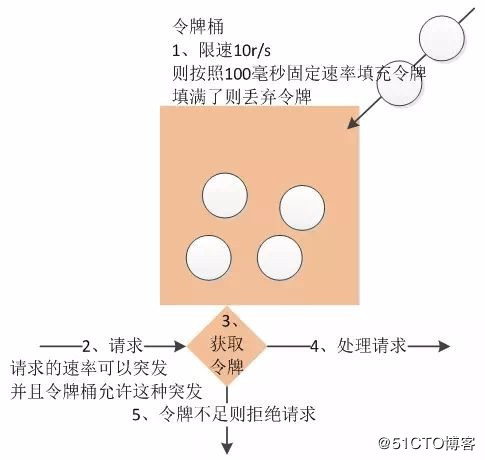 令牌桶
1、限速10r/s
则按照100毫秒固定速率填充令牌
填满了则丢弃令牌
3、
获取
令牌
2、请求
4、处理请求
请求的速率可以突发
并且令牌桶允许这种突发
5、令牌不足则拒绝请求
@51CTO博客